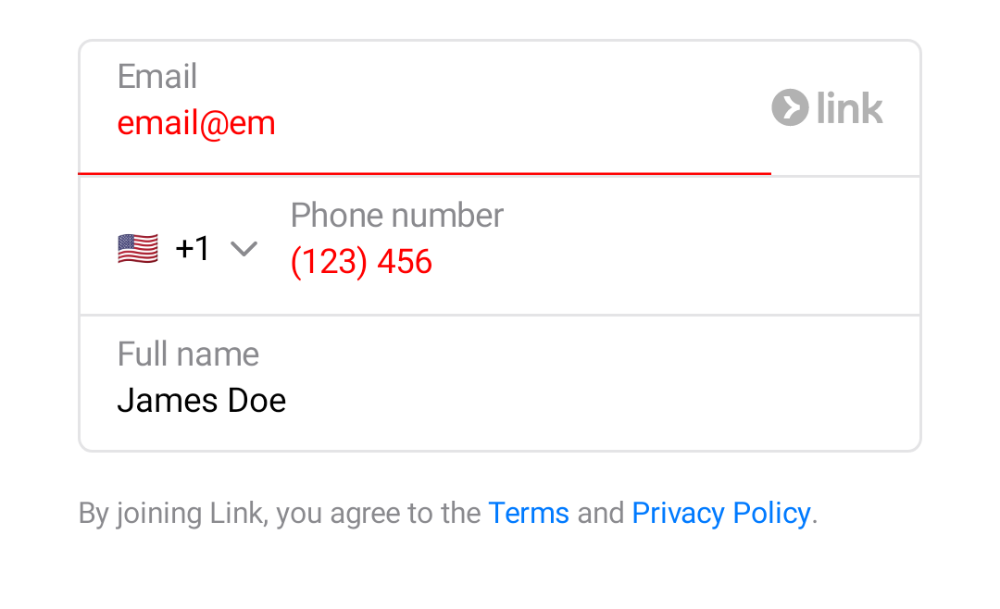 Email
email@em
link
+1
Phone number
(123) 456
Full name
James Doe
By joining Link, you agree to the Terms and Privacy Policy.